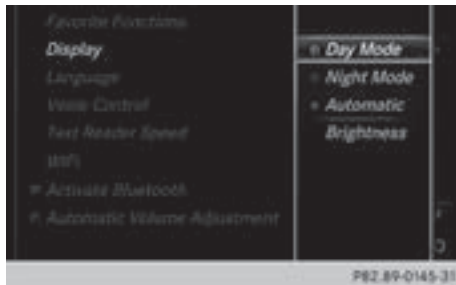 Favorite Functions
Display
Language
Voice Control
Text Reader Speed
WiFi
Activate Bluetooth
Automatic Volume Adjustment
Day Mode
Night Mode
Automatic
Brightness
P82.89-0145-31